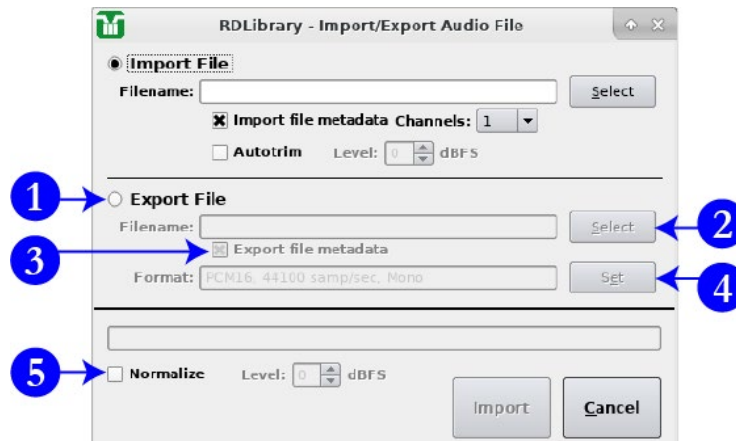 RDLibrary - Import/Export Audio File
Import File
Filename: Select
Import file metadata Channels: 1
Autotrim Level: 0 dBFS
1 Export File
Filename: Select 2
3 Export file metadata
Format: PCM16, 44100 samp/sec, Mono Set 4
5 Normalize Level: 0 dBFS
Import Cancel